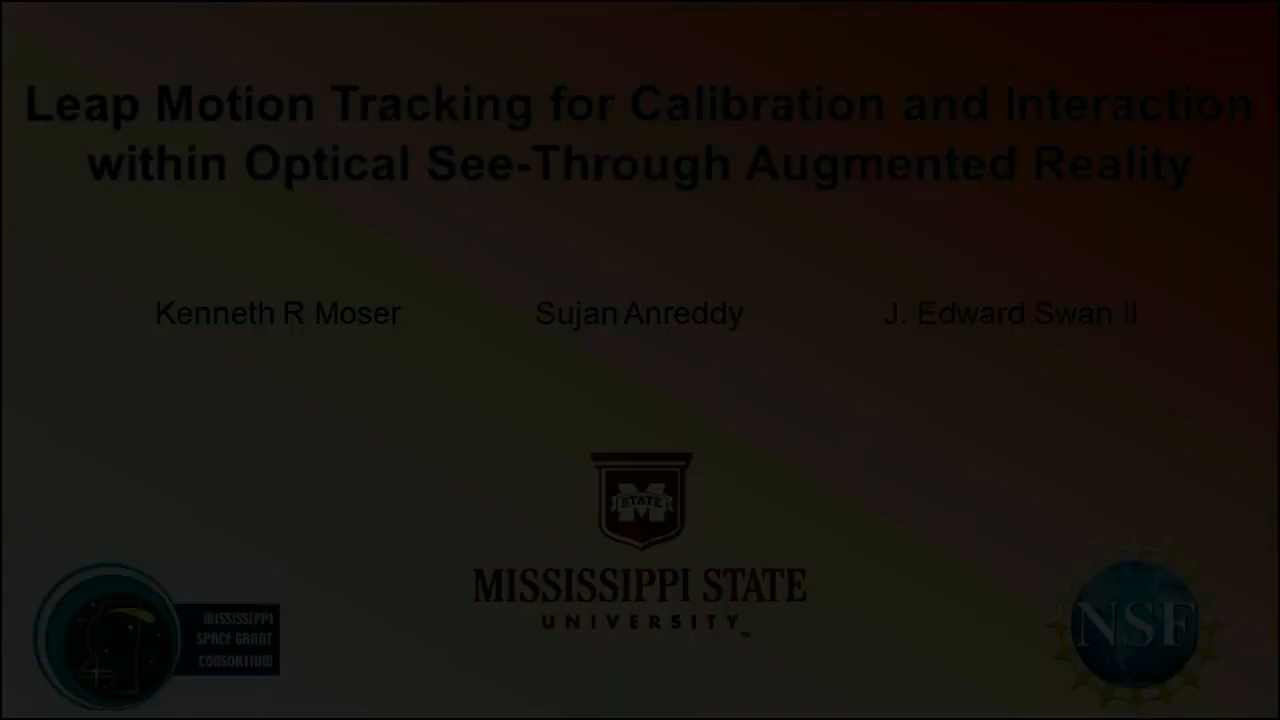 Leap Motion Tracking for Calibration and Interaction
within Optical See-Through Augmented Reality
Kenneth R Moser
Sujan Anreddy
J. Edward Swan II
STATE
MISSISSIPPI STATE
UNIVERSITY™
MISSISSIPPI
SPACE GRANT
CONSORTIUM
NSF